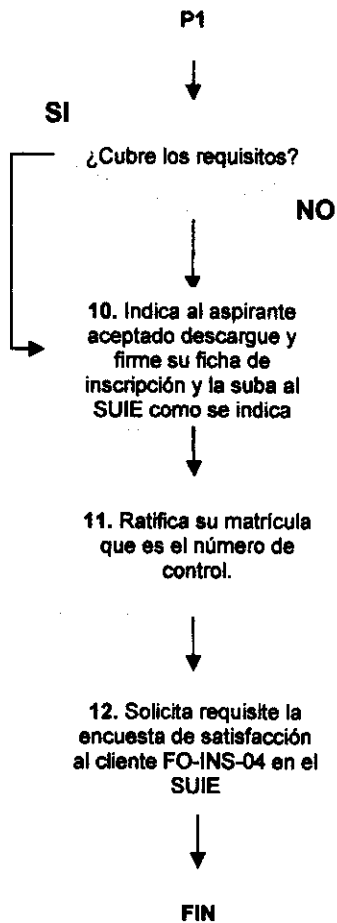 P1
SI
¿Cubre los requisitos?
NO
10. Indica al aspirante
aceptado descargue y
firme su ficha de
inscripción y la suba al
SUIE como se indica
11. Ratifica su matrícula
que es el número de
control.
12. Solicita requisite la
encuesta de satisfacción
al cliente FO-INS-04 en el
SUIE
FIN